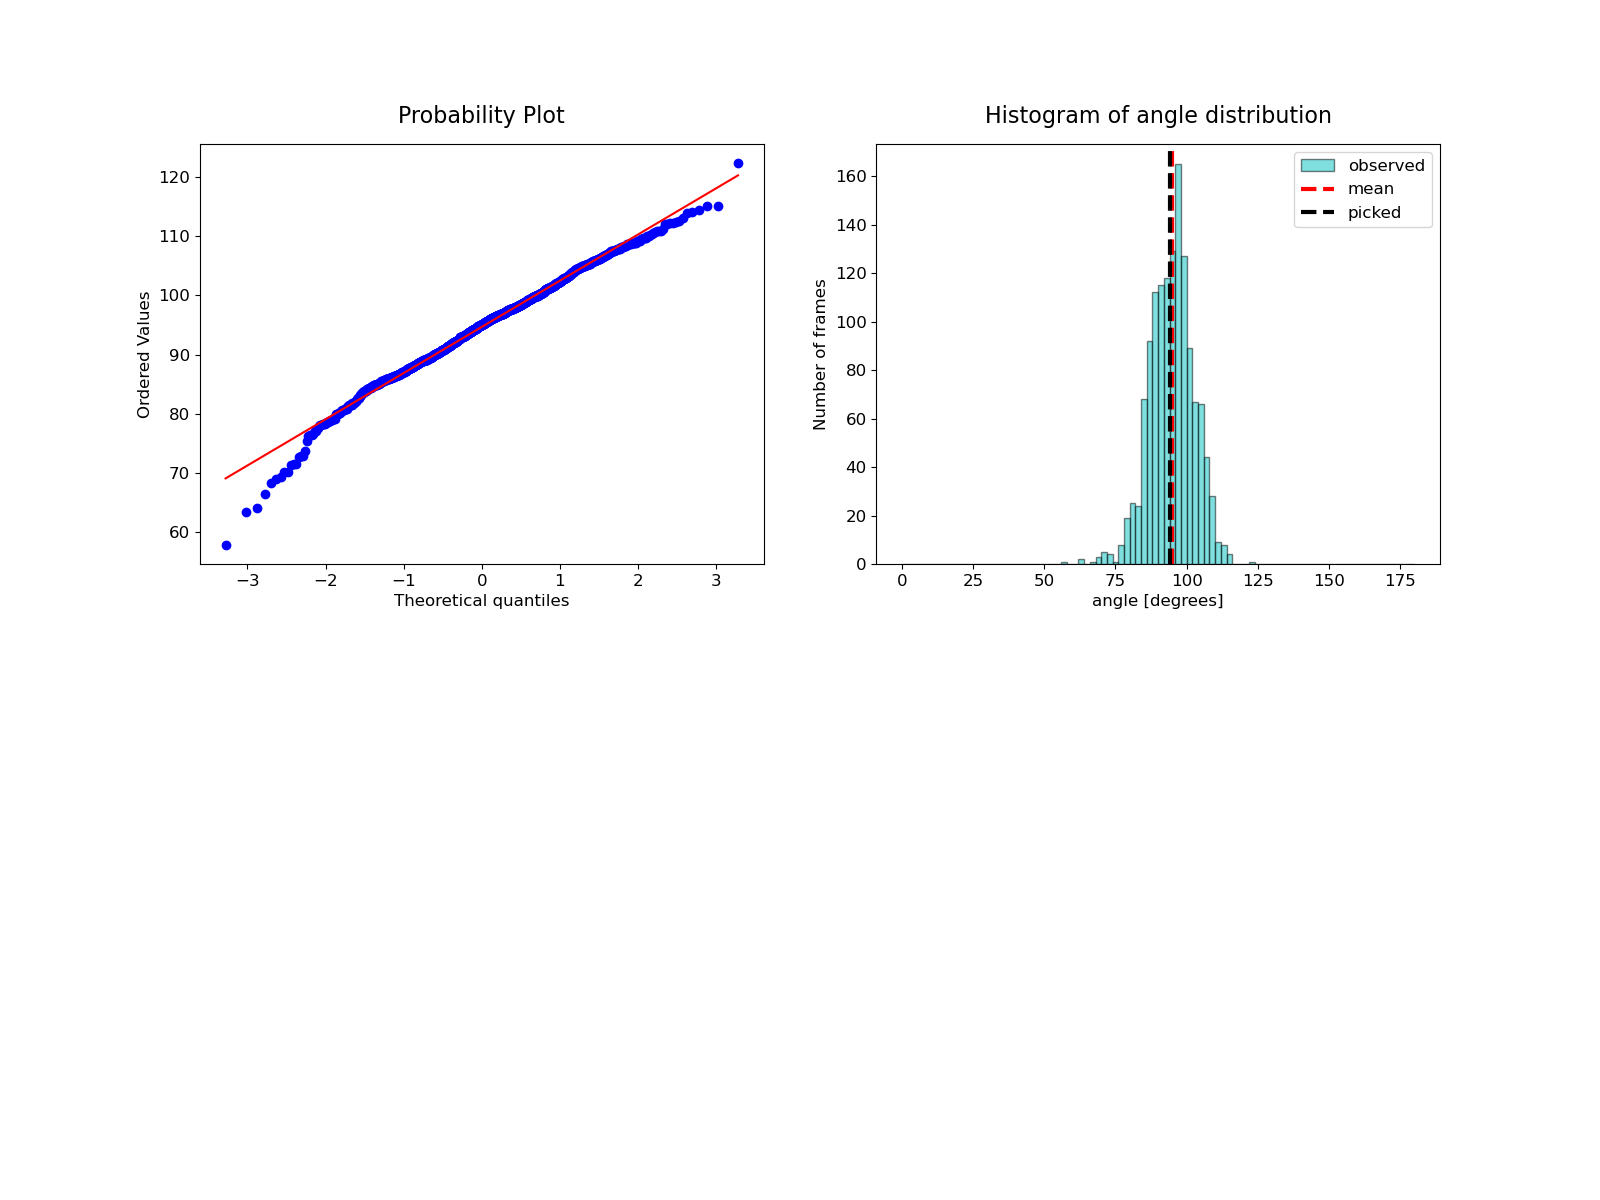 Probability Plot
120
110
100
90
80
70
60
Ordered Values
−3 −2 −1 0 1 2 3
Theoretical quantiles
Histogram of angle distribution
observed
mean
picked
160
140
120
100
80
60
40
20
0
Number of frames
0 25 50 75 100 125 150 175
angle [degrees]